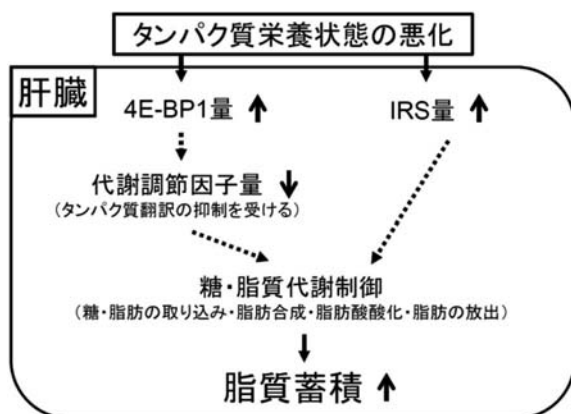 タンパク質栄養状態の悪化
肝臓
4E-BP1量 ↑ IRS量 ↑
代謝調節因子量 ↓
(タンパク質翻訳の抑制を受ける)
糖・脂質代謝制御
(糖・脂肪の取り込み・脂肪合成・脂肪酸酸化・脂肪の放出)
脂質蓄積 ↑